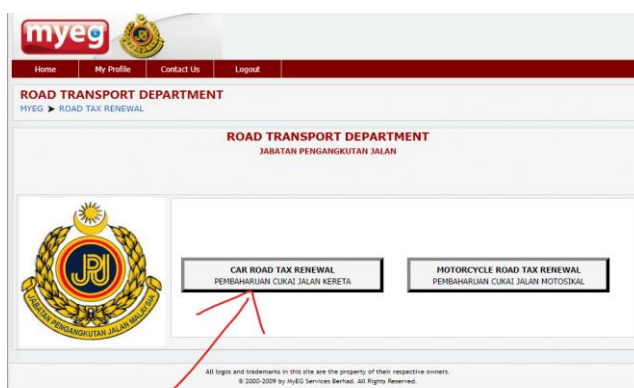 myeg
Home My Profile Contact Us Logout
ROAD TRANSPORT DEPARTMENT
MYEG ➤ ROAD TAX RENEWAL
ROAD TRANSPORT DEPARTMENT
JABATAN PENGANGKUTAN JALAN
JPJ
JABATAN PENGANGKUTAN JALAN MALAYSIA
CAR ROAD TAX RENEWAL
PEMBAHARUAN CUKAI JALAN KERETA
MOTORCYCLE ROAD TAX RENEWAL
PEMBAHARUAN CUKAI JALAN MOTOSIKAL
All logos and trademarks in this site are the property of their respective owners.
© 2000-2009 by MyEG Services Berhad. All Rights Reserved.